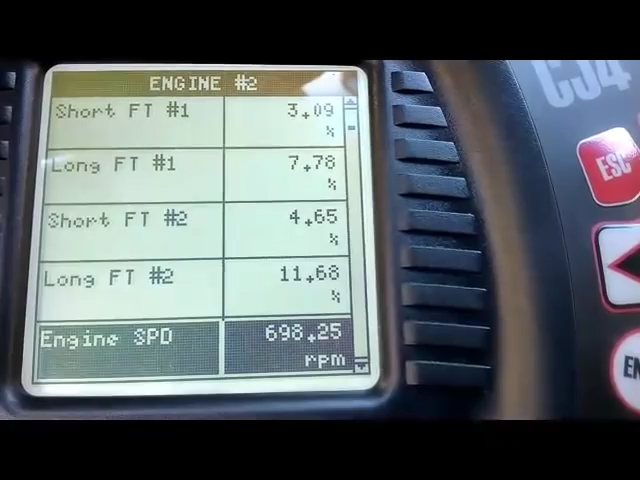 ENGINE #2
Short FT #1 3.09
%
Long FT #1 7.78
%
Short FT #2 4.65
%
Long FT #2 11.68
%
Engine SPD 698.25
rpm
CJ4
ESC